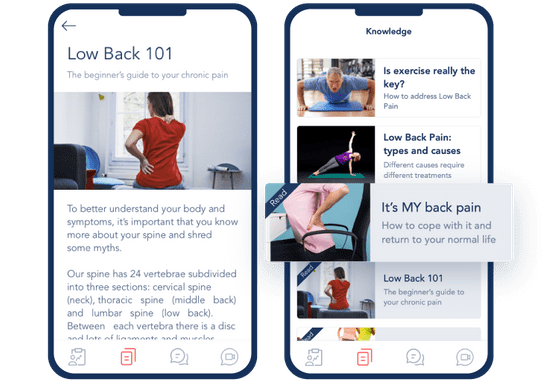 Low Back 101
The beginner's guide to your chronic pain
To better understand your body and
symptoms, it's important that you know
more about your spine and shred
some myths.
Our spine has 24 vertebrae subdivided
into three sections: cervical spine
(neck), thoracic spine (middle back)
and lumbar spine (low back).
Between each vertebra there is a disc
and lots of ligaments and muscles
Knowledge
Is exercise really the
key?
How to address Low Back
Pain
Low Back Pain:
types and causes
Different causes require
different treatments
Read
It's MY back pain
How to cope with it and
return to your normal life
Read
Low Back 101
The beginner's guide to
your chronic pain
Read